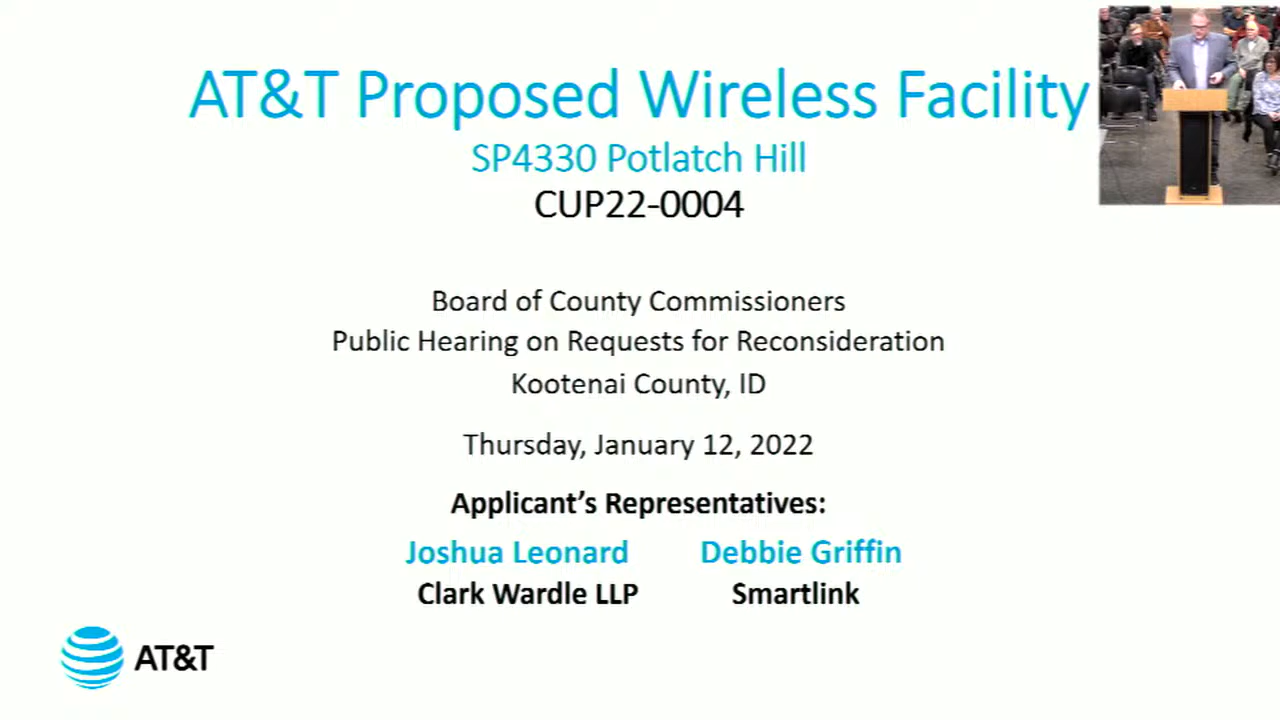 AT&T Proposed Wireless Facility
SP4330 Potlatch Hill
CUP22-0004
Board of County Commissioners
Public Hearing on Requests for Reconsideration
Kootenai County, ID
Thursday, January 12, 2022
Applicant’s Representatives:
Joshua Leonard Debbie Griffin
Clark Wardle LLP Smartlink
AT&T